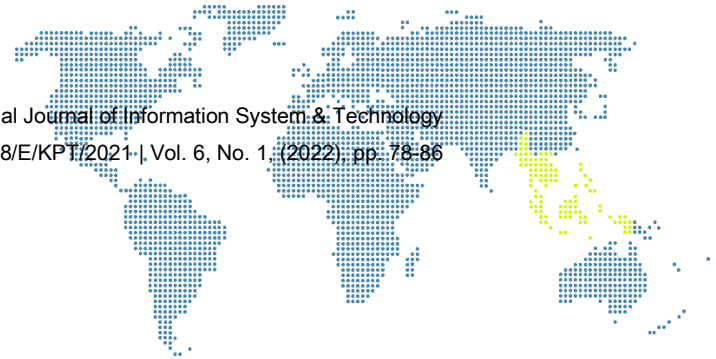 al Journal of Information System & Technology
8/E/KPT/2021 | Vol. 6, No. 1, (2022), pp. 78-86